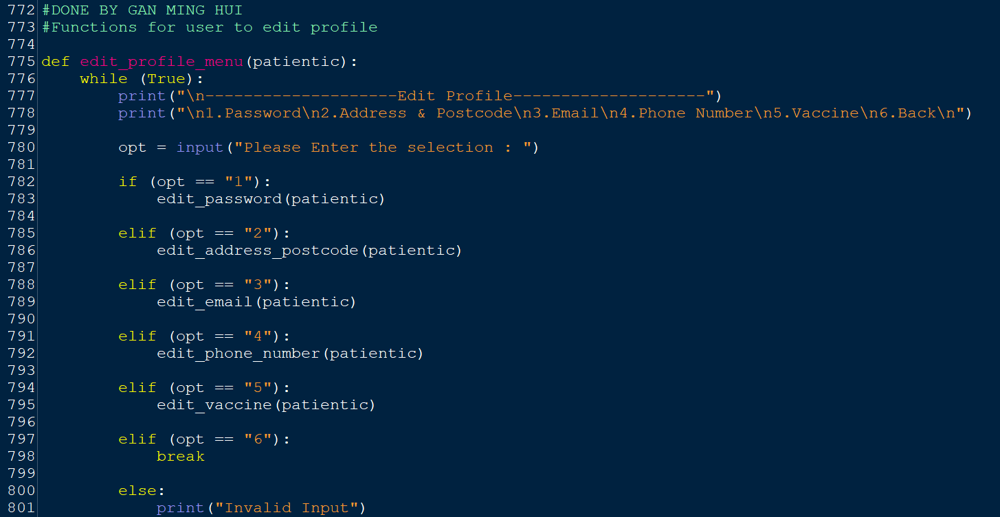 772 #DONE BY GAN MING HUI
773 #Functions for user to edit profile
774
775 def edit_profile_menu(patientic):
776     while (True):
777         print("\n--------------------Edit Profile--------------------")
778         print("\n1.Password\n2.Address & Postcode\n3.Email\n4.Phone Number\n5.Vaccine\n6.Back\n")
779
780         opt = input("Please Enter the selection : ")
781
782         if (opt == "1"):
783             edit_password(patientic)
784
785         elif (opt == "2"):
786             edit_address_postcode(patientic)
787
788         elif (opt == "3"):
789             edit_email(patientic)
790
791         elif (opt == "4"):
792             edit_phone_number(patientic)
793
794         elif (opt == "5"):
795             edit_vaccine(patientic)
796
797         elif (opt == "6"):
798             break
799
800         else:
801             print("Invalid Input")